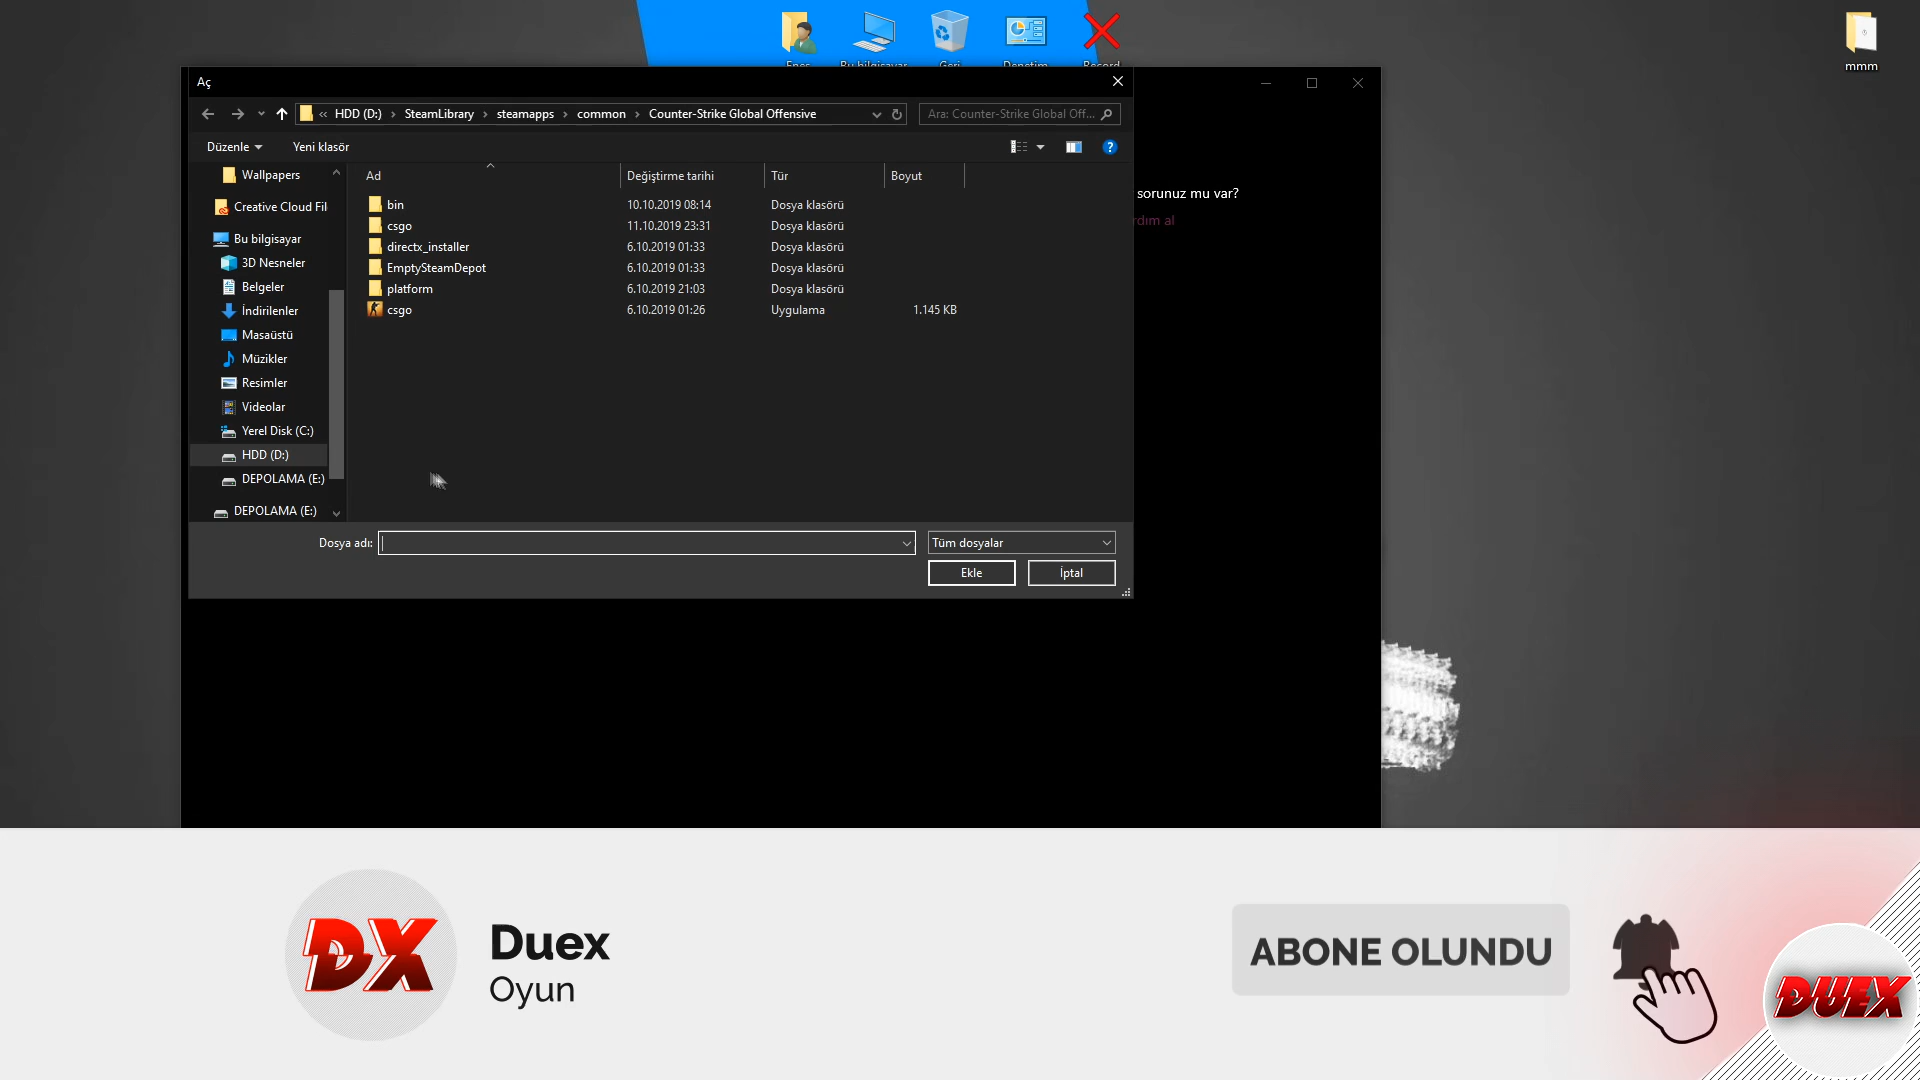 mmm
Aç
« HDD (D:) › SteamLibrary › steamapps › common › Counter-Strike Global Offensive
Ara: Counter-Strike Global Off...
Düzenle
Yeni klasör
Wallpapers
Creative Cloud Fil
Bu bilgisayar
3D Nesneler
Belgeler
İndirilenler
Masaüstü
Müzikler
Resimler
Videolar
Yerel Disk (C:)
HDD (D:)
DEPOLAMA (E:)
DEPOLAMA (E:)
Ad Değiştirme tarihi Tür Boyut
bin 10.10.2019 08:14 Dosya klasörü
csgo 11.10.2019 23:31 Dosya klasörü
directx_installer 6.10.2019 01:33 Dosya klasörü
EmptySteamDepot 6.10.2019 01:33 Dosya klasörü
platform 6.10.2019 21:03 Dosya klasörü
csgo 6.10.2019 01:26 Uygulama 1.145 KB
sorunuz mu var?
rdım al
Dosya adı:
Tüm dosyalar
Ekle
İptal
DX
Duex
Oyun
ABONE OLUNDU
DUEX